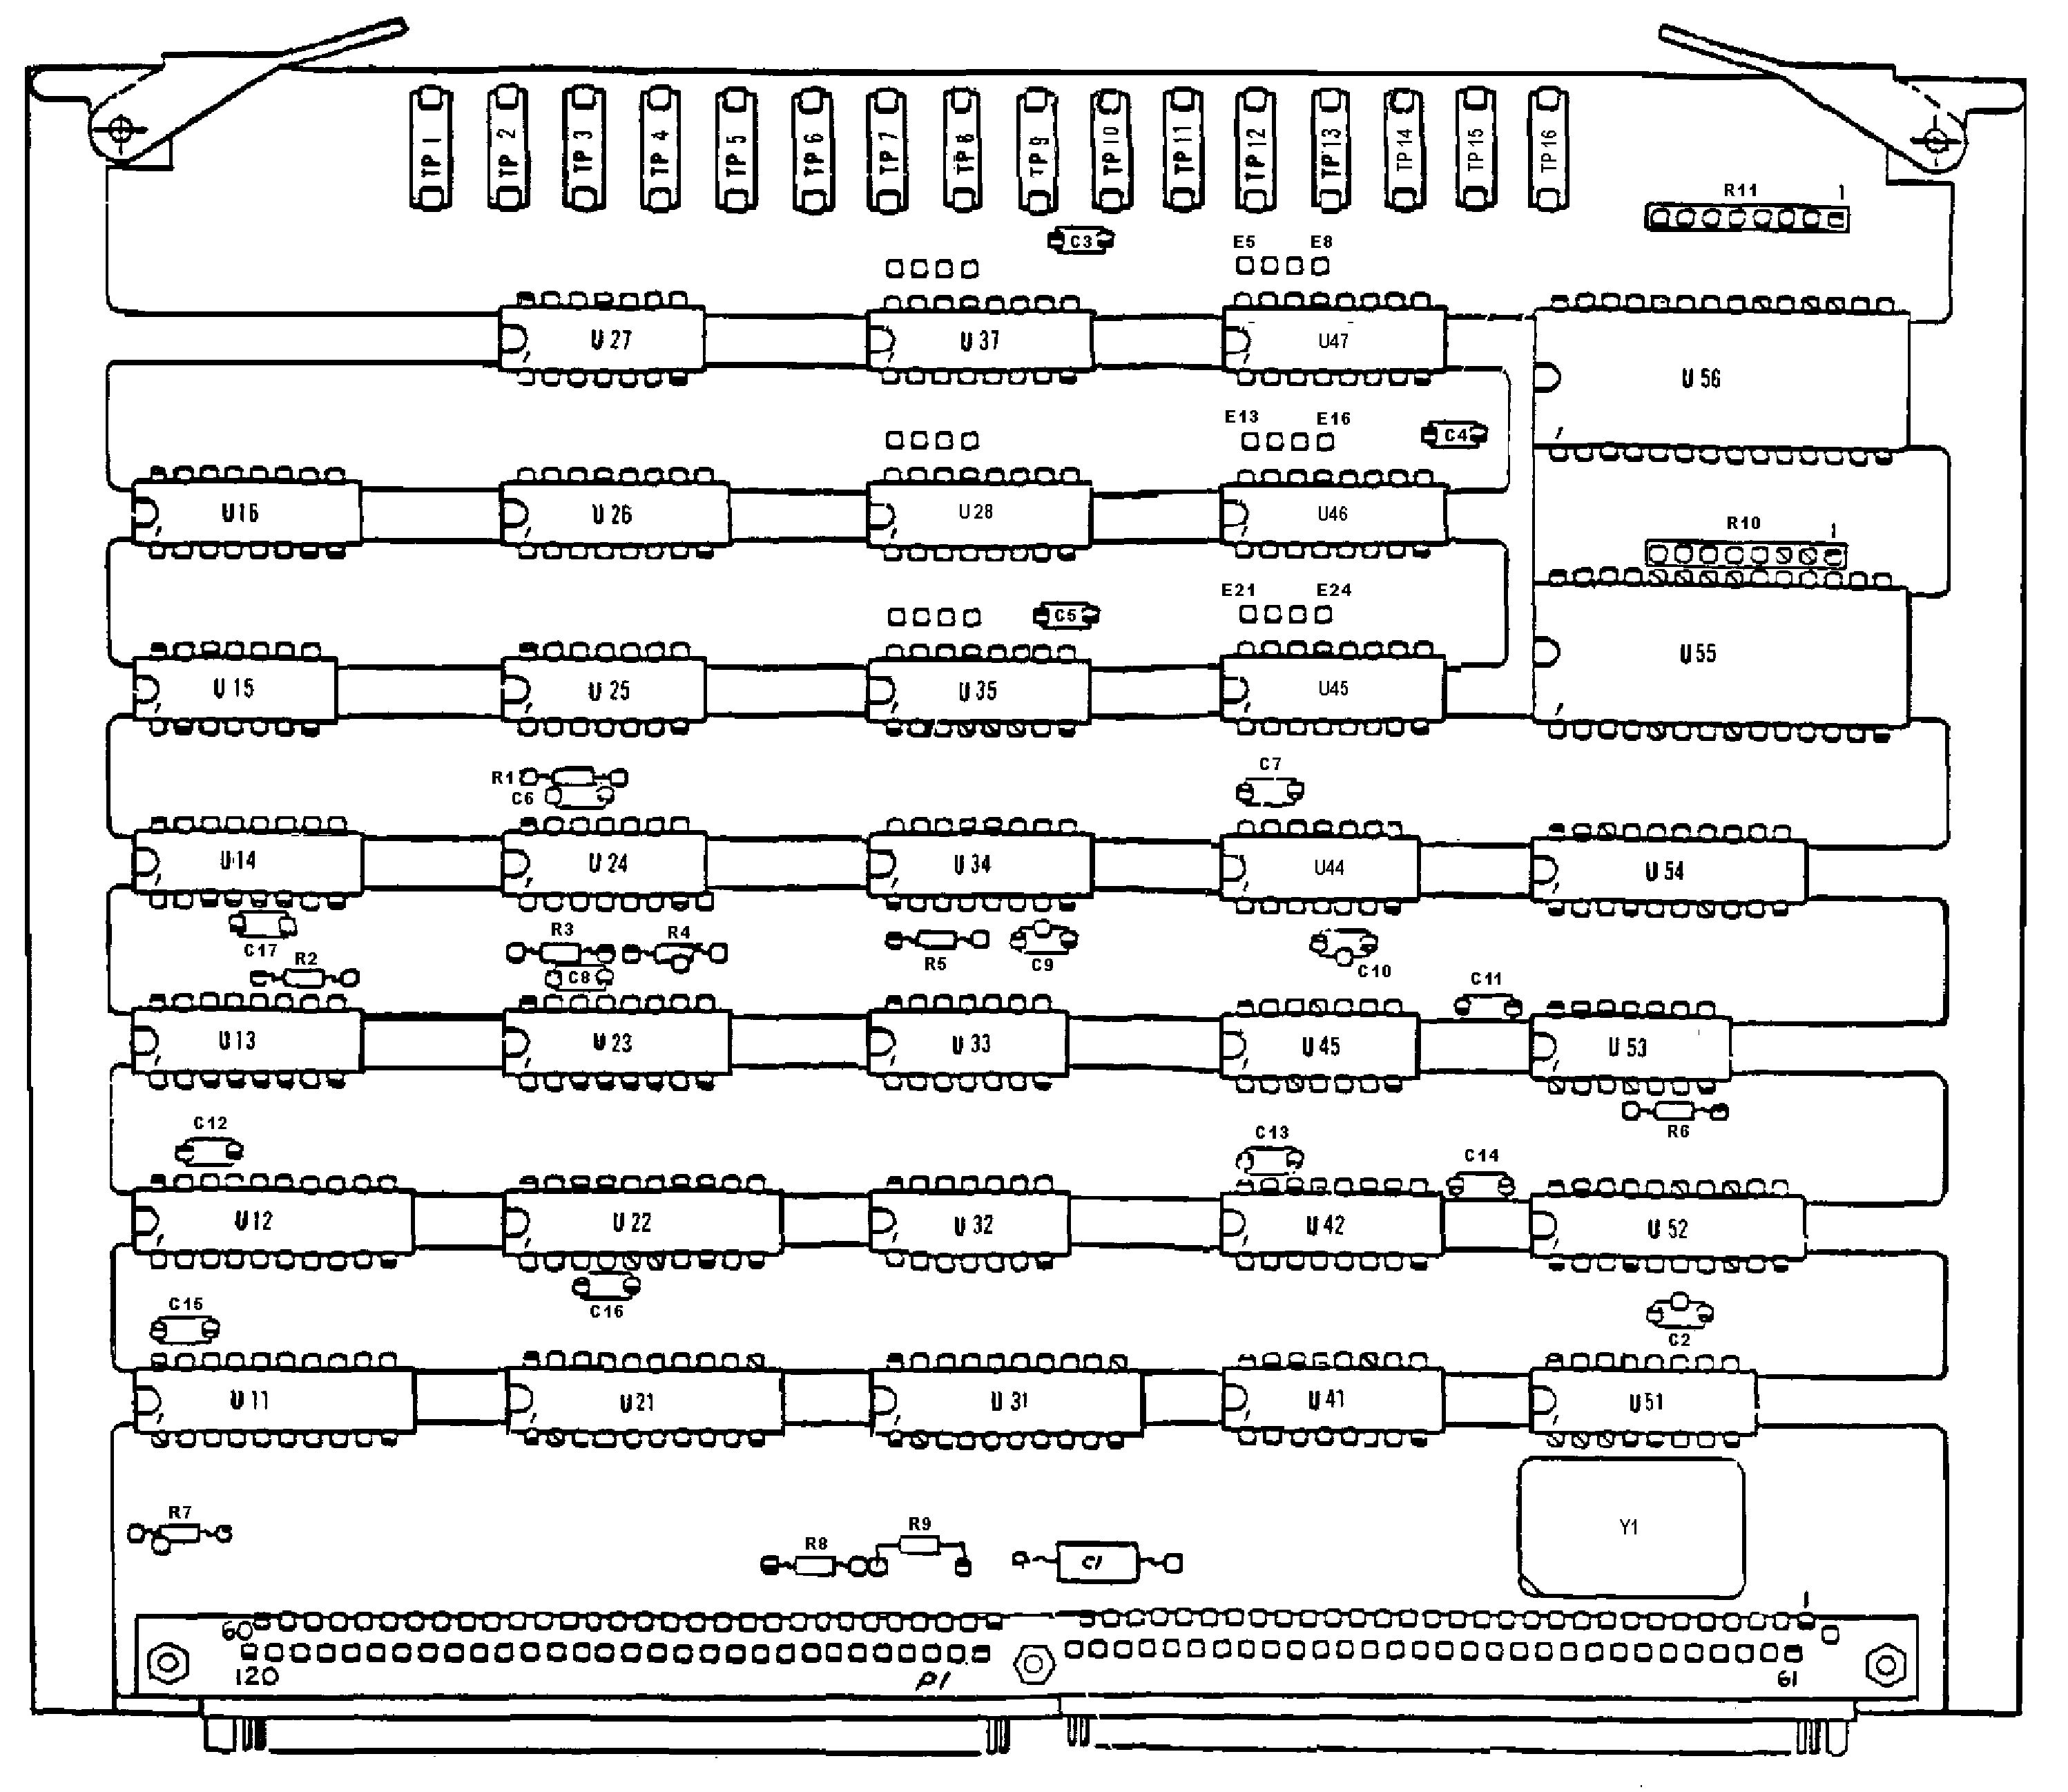 TP 1 TP 2 TP 3 TP 4 TP 5 TP 6 TP 7 TP 8 TP 9 TP 10 TP 11 TP 12 TP 13 TP 14 TP 15 TP 16
R11 1
C3 E5 E8
U 27 U 37 U47 U 56
E13 E16 C4
U 16 U 26 U 28 U46 R10 1
E21 E24
C5
U 15 U 25 U 35 U45 U 55
R1 C7
C6
U 14 U 24 U 34 U44 U 54
C17 R3 R4 R5 C9 C10
R2 C8 C11
U 13 U 23 U 33 U 45 U 53
R6
C12 C13 C14
U 12 U 22 U 32 U 42 U 52
C15 C16 C2
U 11 U 21 U 31 U 41 U 51
R7 R8 R9 C1 Y1
1
60
120 P1 61